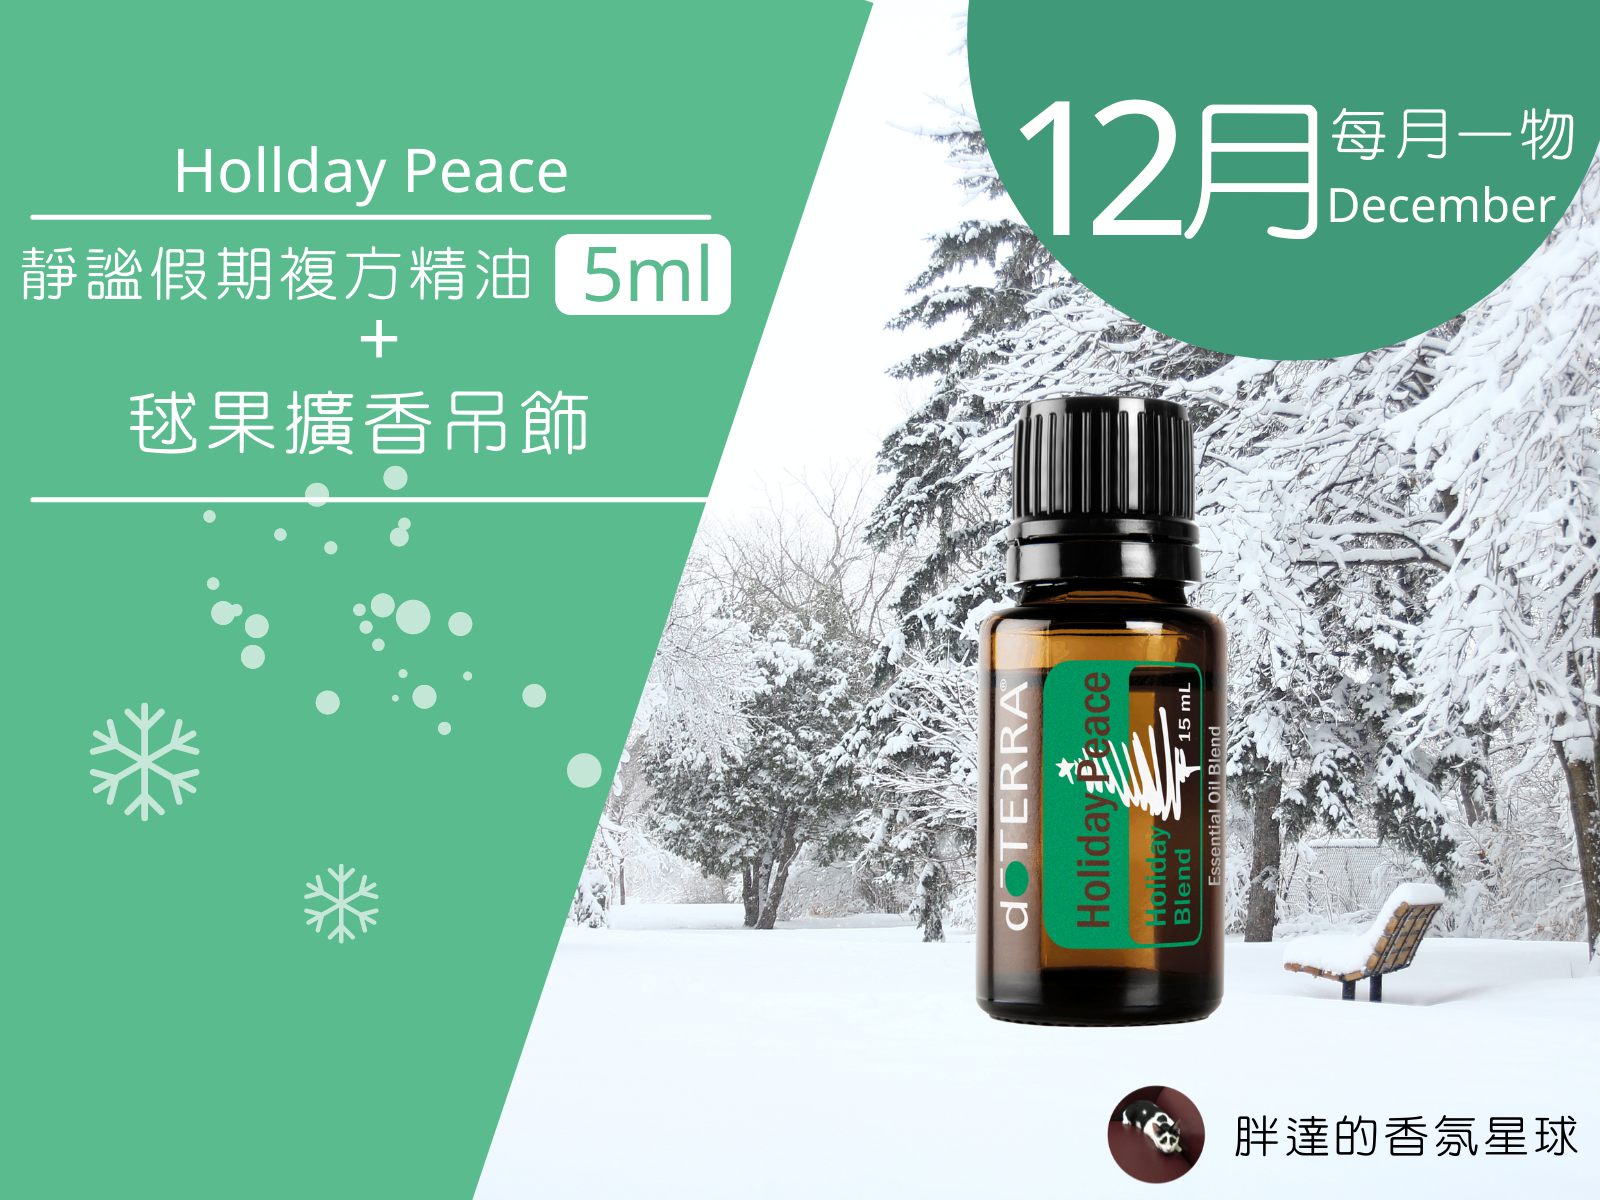 Hollday Peace
靜謐假期複方精油 5ml
+
毬果擴香吊飾
12月 每月一物
December
dōTERRA®
Holiday Peace
Holiday
Blend
15 mL
Essential Oil Blend
胖達的香氛星球